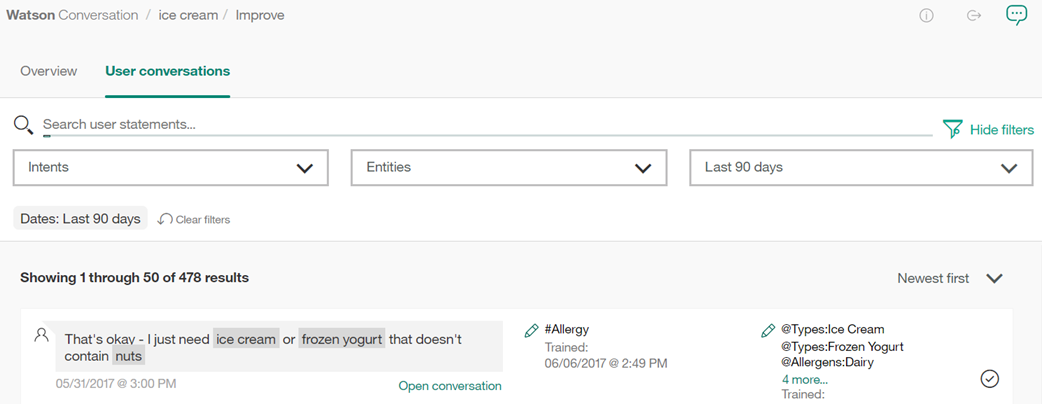 Watson Conversation / ice cream / Improve
Overview User conversations
Search user statements...
Hide filters
Intents Entities Last 90 days
Dates: Last 90 days Clear filters
Showing 1 through 50 of 478 results
Newest first
That's okay - I just need ice cream or frozen yogurt that doesn't
contain nuts
05/31/2017 @ 3:00 PM
Open conversation
#Allergy
Trained:
06/06/2017 @ 2:49 PM
@Types:Ice Cream
@Types:Frozen Yogurt
@Allergens:Dairy
4 more...
Trained: